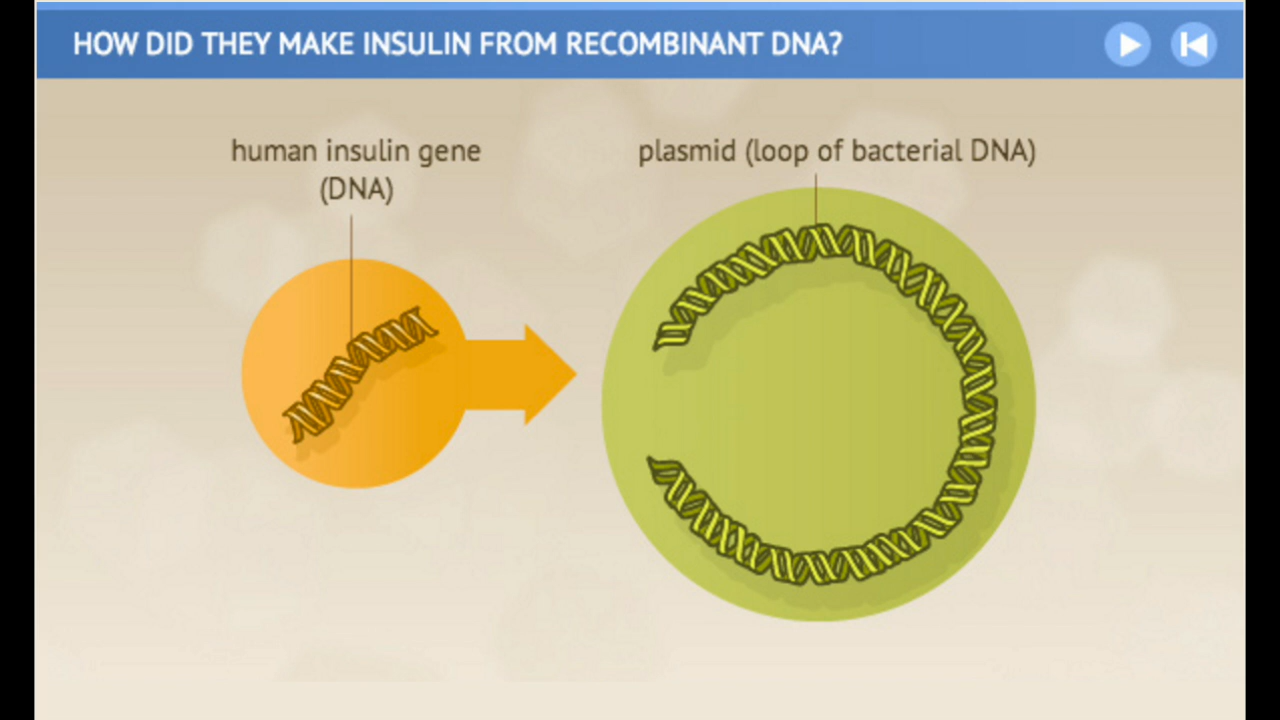 HOW DID THEY MAKE INSULIN FROM RECOMBINANT DNA?
human insulin gene
(DNA)
plasmid (loop of bacterial DNA)